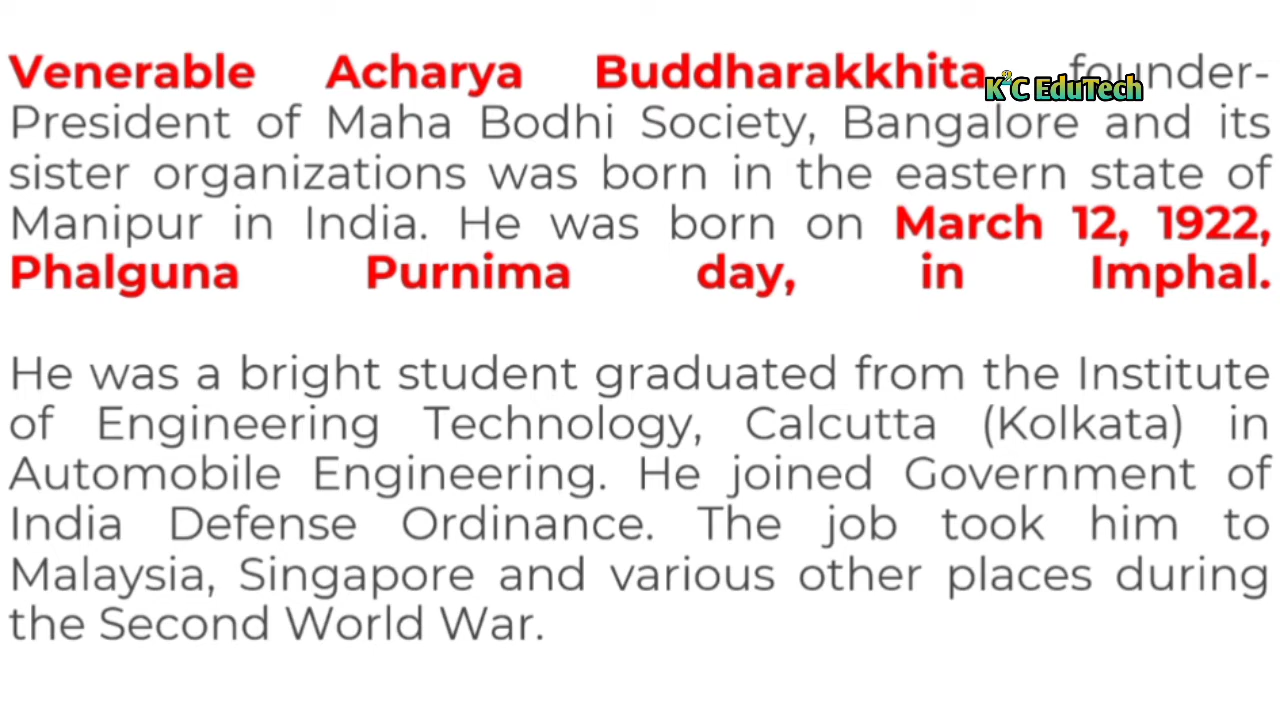 Venerable Acharya Buddharakkhita founder-
K²C EduTech
President of Maha Bodhi Society, Bangalore and its
sister organizations was born in the eastern state of
Manipur in India. He was born on March 12, 1922,
Phalguna Purnima day, in Imphal.
He was a bright student graduated from the Institute
of Engineering Technology, Calcutta (Kolkata) in
Automobile Engineering. He joined Government of
India Defense Ordinance. The job took him to
Malaysia, Singapore and various other places during
the Second World War.